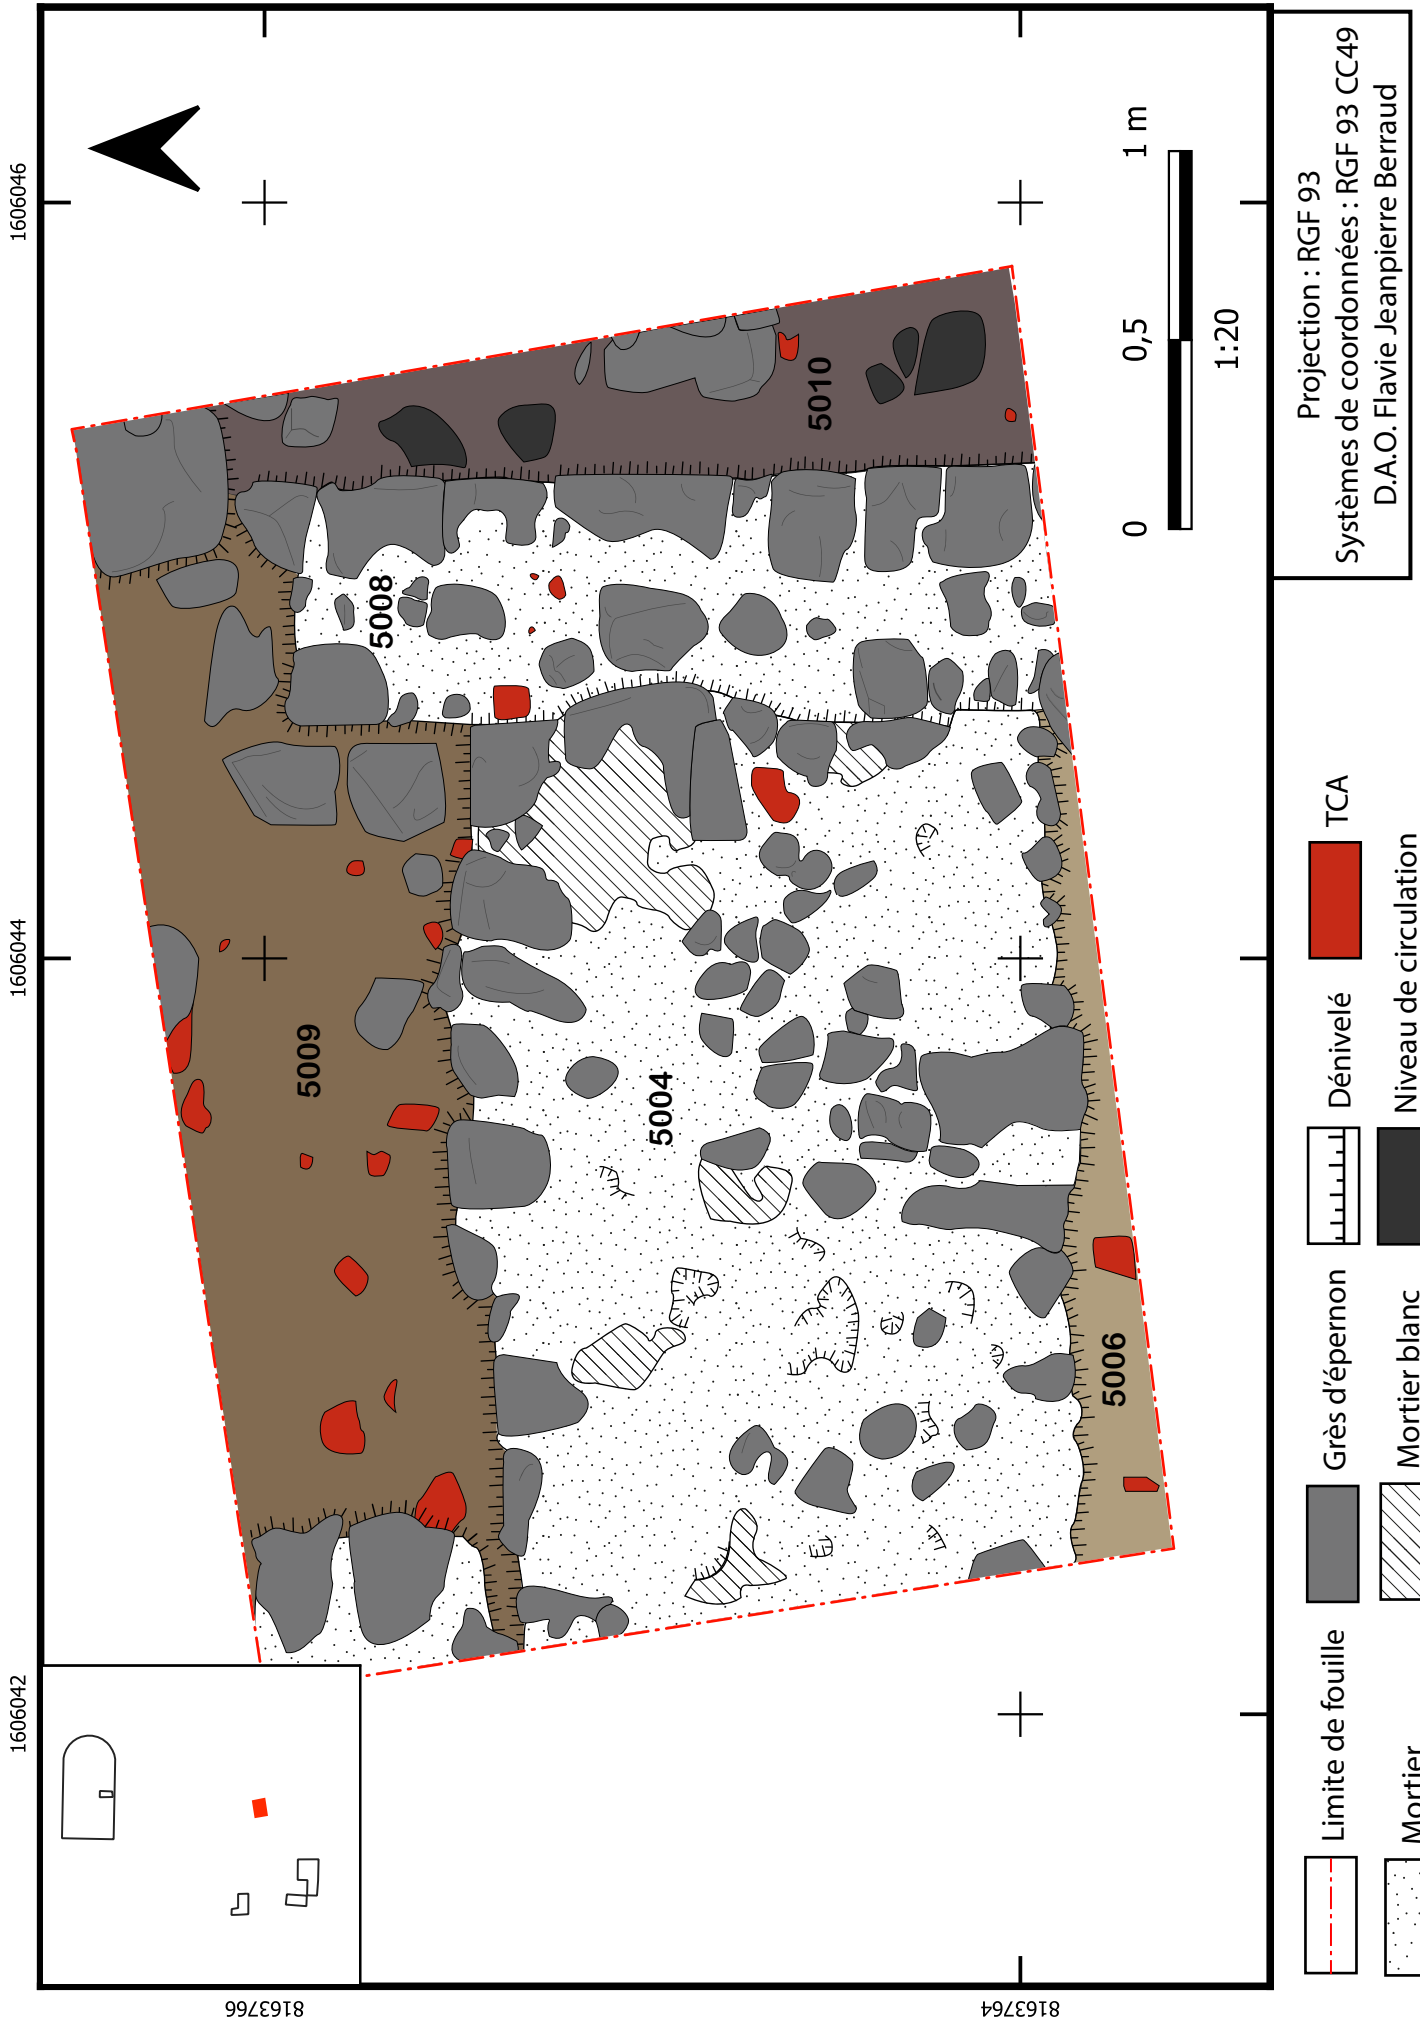 1606042
1606044
1606046
8163766
8163764
5009
5008
5010
5004
5006
0
0,5
1 m
1:20
Limite de fouille
Grès d'épernon
Dénivelé
TCA
Mortier
Mortier blanc
Niveau de circulation
Projection : RGF 93
Systèmes de coordonnées : RGF 93 CC49
D.A.O. Flavie Jeanpierre Berraud